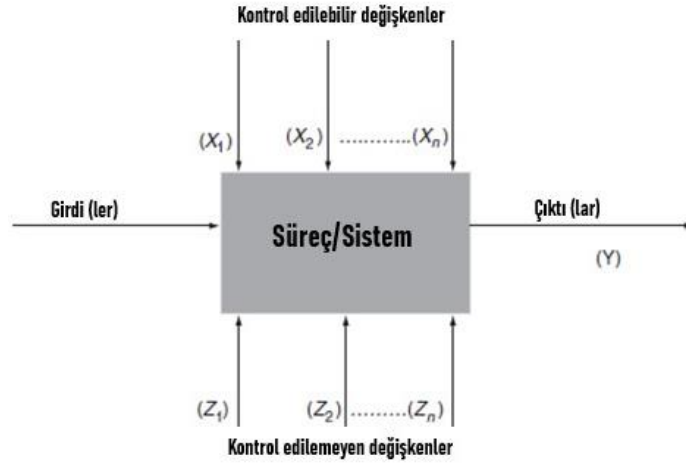 Kontrol edilebilir değişkenler
(X1) (X2) ............(Xn)
Girdi (ler)
Süreç/Sistem
Çıktı (lar)
(Y)
(Z1) (Z2) ............(Zn)
Kontrol edilemeyen değişkenler